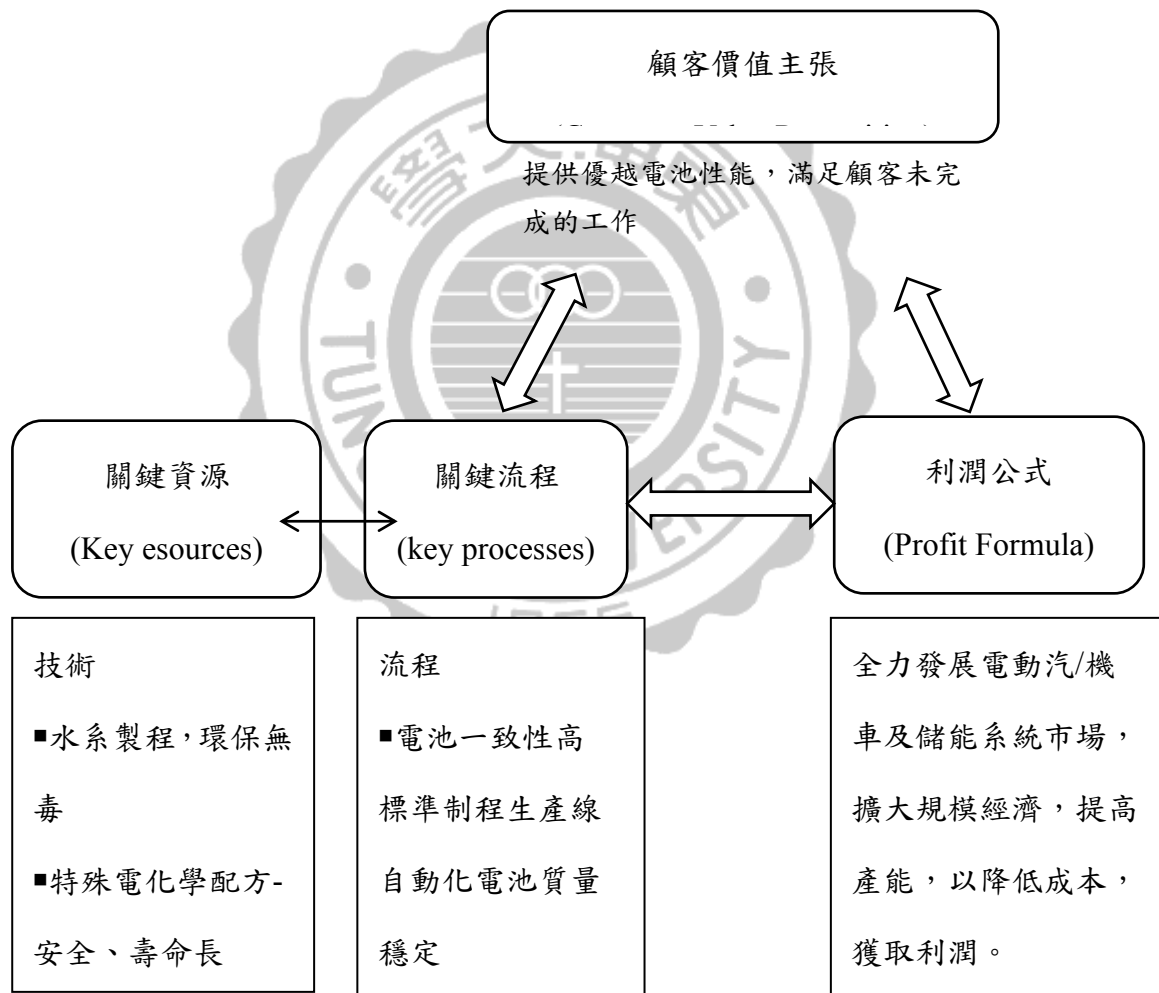 顧客價值主張
提供優越電池性能，滿足顧客未完
成的工作
關鍵資源
(Key esources)
關鍵流程
(key processes)
利潤公式
(Profit Formula)
技術
■水系製程，環保無
毒
■特殊電化學配方-
安全、壽命長
流程
■電池一致性高
標準制程生產線
自動化電池質量
穩定
全力發展電動汽/機
車及儲能系統市場，
擴大規模經濟，提高
產能，以降低成本，
獲取利潤。